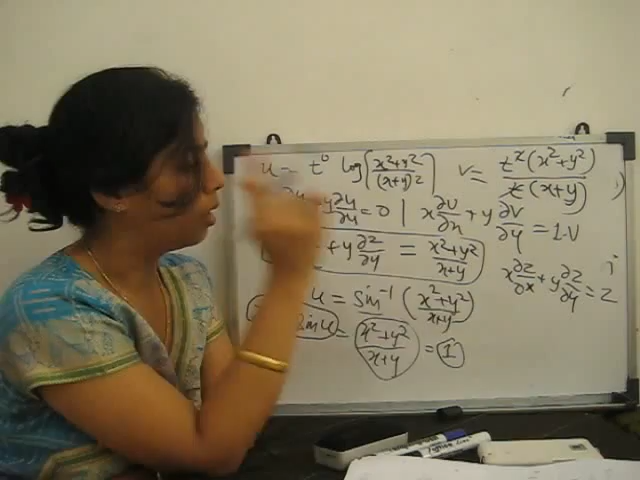 u = t⁰ log[(x²+y²)/(x+y)²]  v = t²(x²+y²)/t(x+y)
y ∂u/∂y = 0 | x ∂v/∂x + y ∂v/∂y = 1·v
+ y ∂z/∂y = (x²+y²)/(x+y)
x ∂z/∂x + y ∂z/∂y = z
u = sin⁻¹((x²+y²)/(x+y))
sin u = (x²+y²)/(x+y) = 1